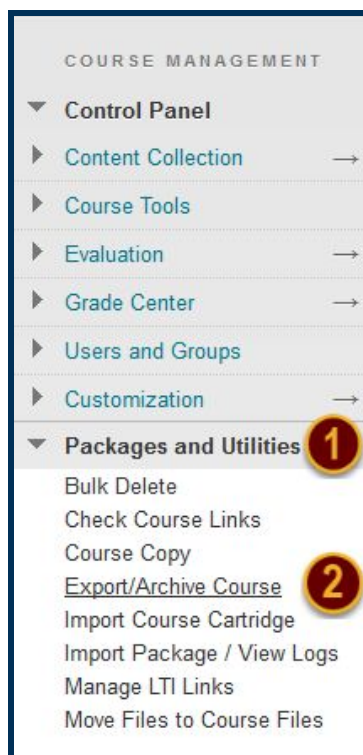 COURSE MANAGEMENT
Control Panel
Content Collection →
Course Tools
Evaluation →
Grade Center →
Users and Groups
Customization →
Packages and Utilities 1
Bulk Delete
Check Course Links
Course Copy
Export/Archive Course 2
Import Course Cartridge
Import Package / View Logs
Manage LTI Links
Move Files to Course Files